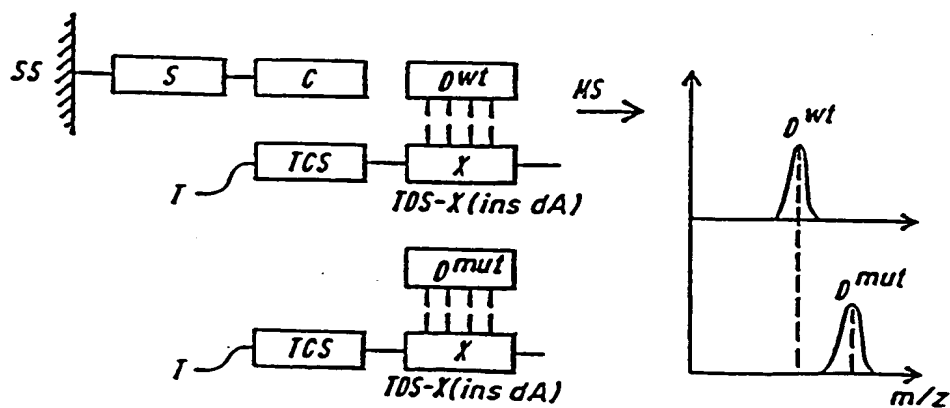 SS
S
C
D wt
MS
TCS
X
T
TDS-X(ins dA)
D mut
TCS
X
T
TDS-X(ins dA)
D wt
D mut
m/z